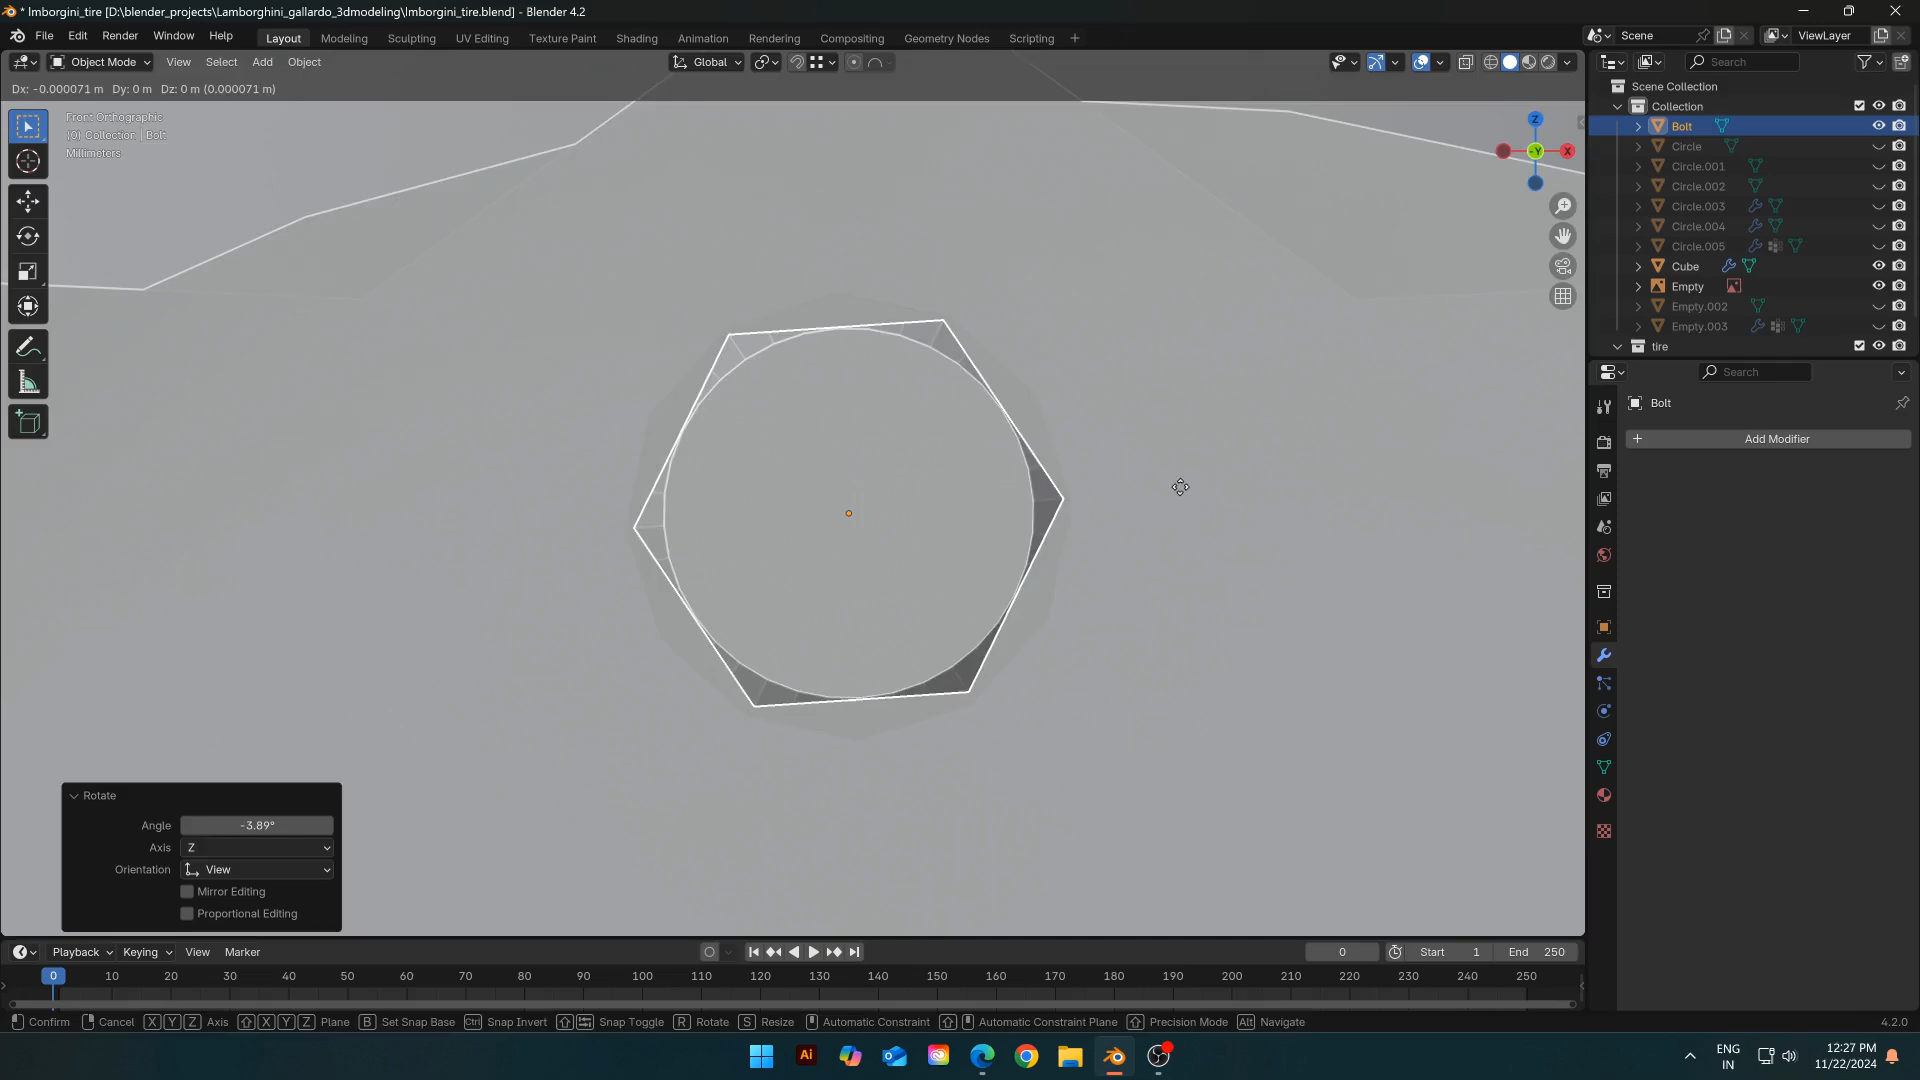 * lmborgini_tire [D:\blender_projects\Lamborghini_gallardo_3dmodeling\lmborgini_tire.blend] - Blender 4.2
File Edit Render Window Help Layout Modeling Sculpting UV Editing Texture Paint Shading Animation Rendering Compositing Geometry Nodes Scripting + Scene ViewLayer
Object Mode View Select Add Object Global Search
Dx: -0.000071 m Dy: 0 m Dz: 0 m (0.000071 m)
Front Orthographic
(0) Collection | Bolt
Millimeters
Z
-Y X
Scene Collection
Collection
Bolt
Circle
Circle.001
Circle.002
Circle.003
Circle.004
Circle.005
Cube
Empty
Empty.002
Empty.003
tire
Search
Bolt
+ Add Modifier
Rotate
Angle -3.89°
Axis Z
Orientation View
Mirror Editing
Proportional Editing
Playback Keying View Marker 0 Start 1 End 250
0 10 20 30 40 50 60 70 80 90 100 110 120 130 140 150 160 170 180 190 200 210 220 230 240 250
Confirm Cancel X Y Z Axis X Y Z Plane B Set Snap Base Ctrl Snap Invert Snap Toggle R Rotate S Resize Automatic Constraint Automatic Constraint Plane Precision Mode Alt Navigate 4.2.0
Ai
ENG
IN
12:27 PM
11/22/2024